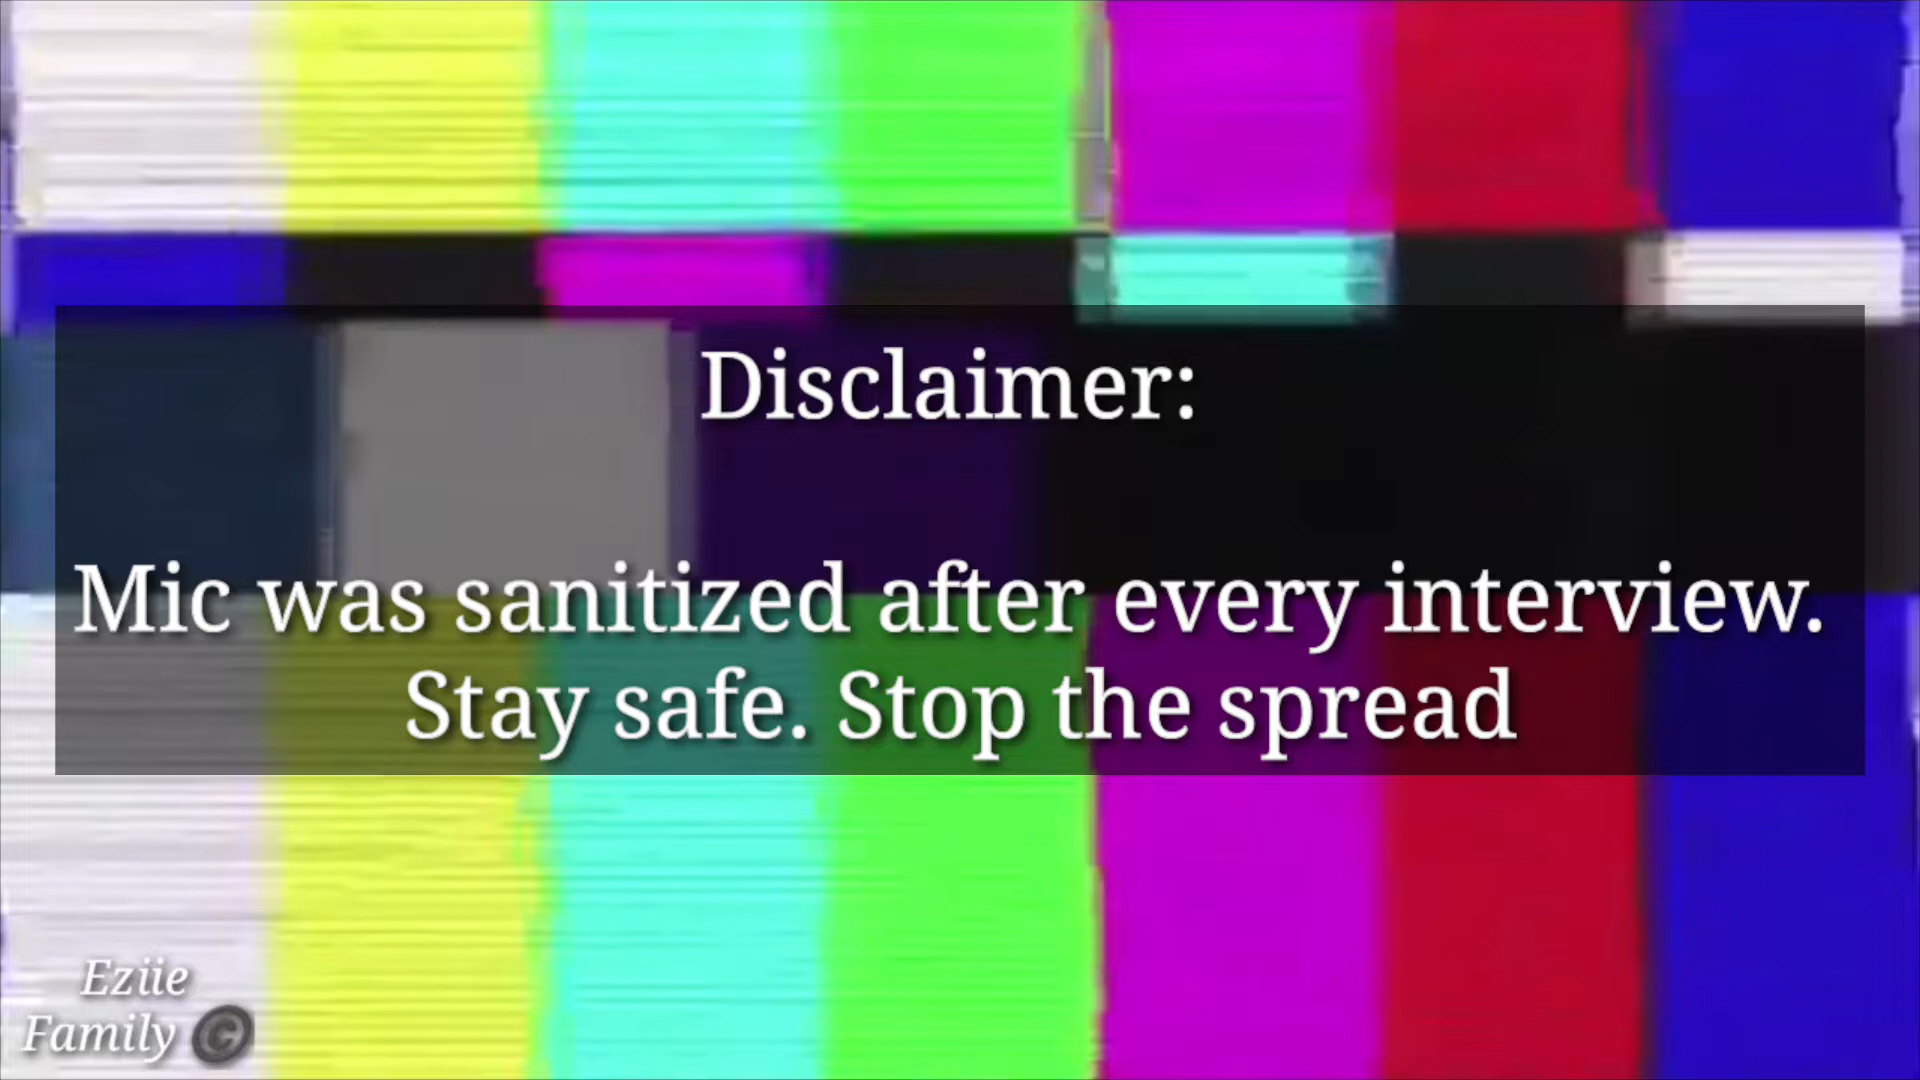 Disclaimer:
Mic was sanitized after every interview.
Stay safe. Stop the spread
Eziie
Family ©